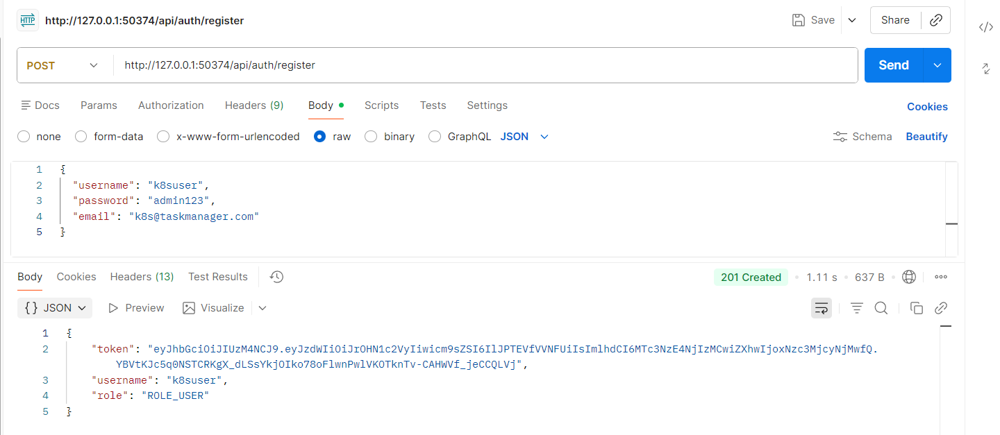 HTTP http://127.0.0.1:50374/api/auth/register Save Share
POST http://127.0.0.1:50374/api/auth/register Send
Docs Params Authorization Headers (9) Body Scripts Tests Settings Cookies
none form-data x-www-form-urlencoded raw binary GraphQL JSON Schema Beautify
1 {
2 "username": "k8suser",
3 "password": "admin123",
4 "email": "k8s@taskmanager.com"
5 }
Body Cookies Headers (13) Test Results 201 Created 1.11 s 637 B
{} JSON Preview Visualize
1 {
2 "token": "eyJhbGciOiJIUzM4NCJ9.eyJzdWIiOiJrOHN1c2VyIiwicm9sZSI6IlJPTEVfVVNFUiIsImlhdCI6MTc3NzE4NjIzMCwiZXhwIjoxNzc3MjcyNjMwfQ.
YBVtKJc5q0NSTCRKgX_dLSsYkjOIko78oFlwnPwlVKOTknTv-CAHWVf_jeCCQLVj",
3 "username": "k8suser",
4 "role": "ROLE_USER"
5 }